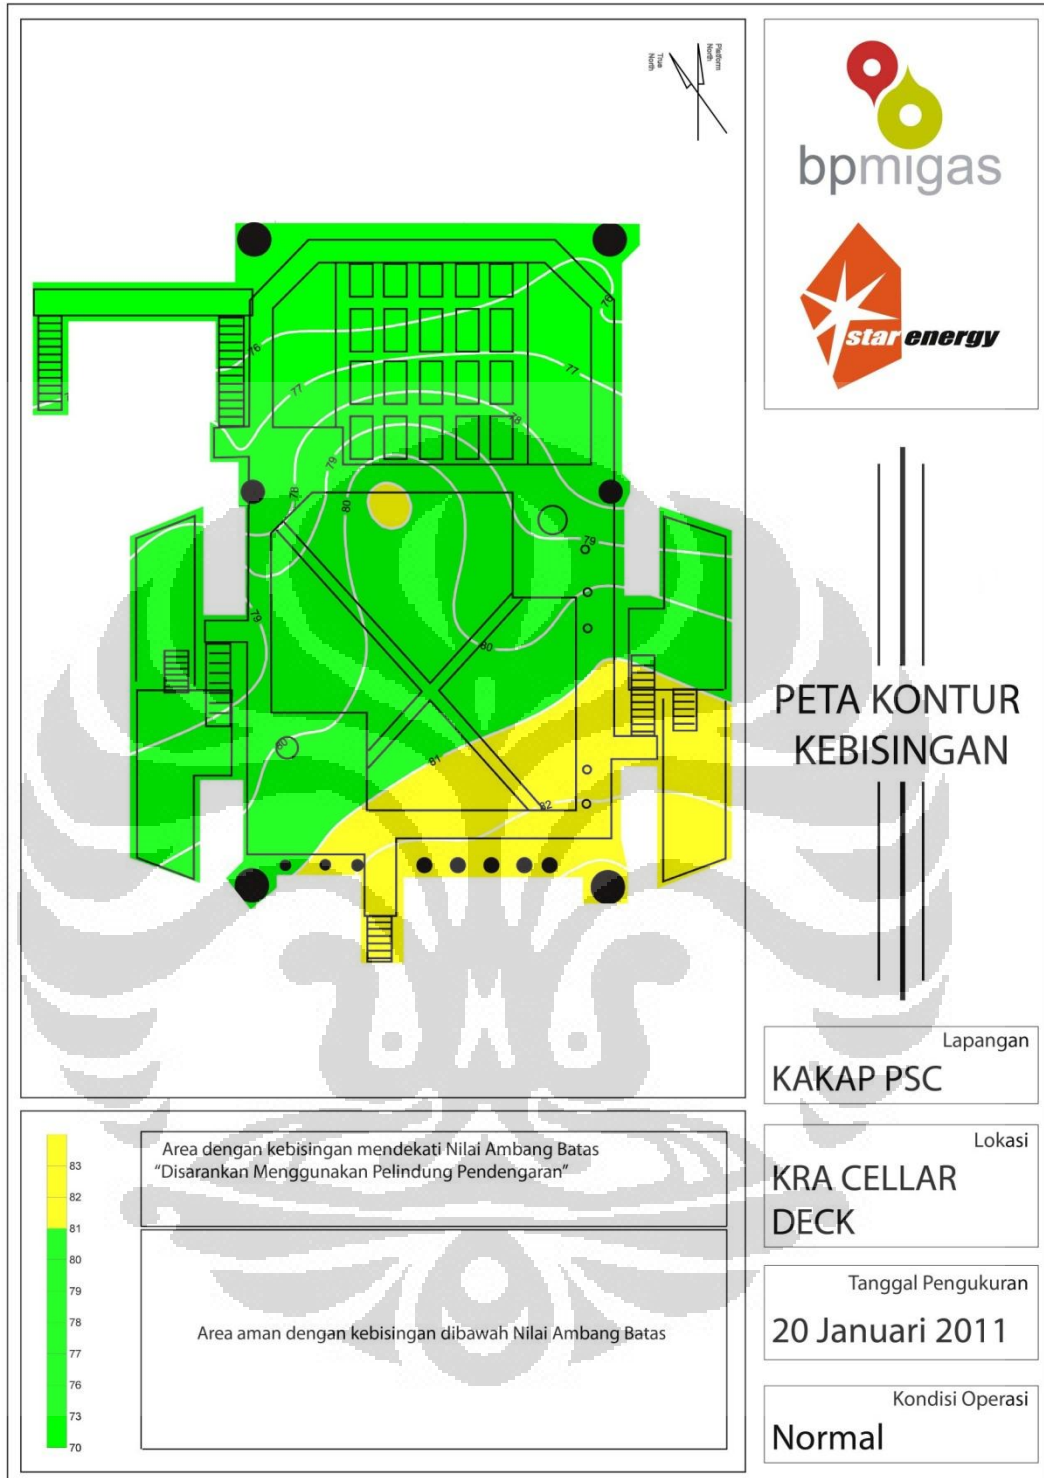 Platform
North
True
North
bpmigas
star energy
76
76
77
77
78
78
79
79
80
79
80
80
81
82
79
PETA KONTUR
KEBISINGAN
Lapangan
KAKAP PSC
Lokasi
KRA CELLAR
DECK
Tanggal Pengukuran
20 Januari 2011
Kondisi Operasi
Normal
83
82
81
80
79
78
77
76
73
70
Area dengan kebisingan mendekati Nilai Ambang Batas
“Disarankan Menggunakan Pelindung Pendengaran”
Area aman dengan kebisingan dibawah Nilai Ambang Batas